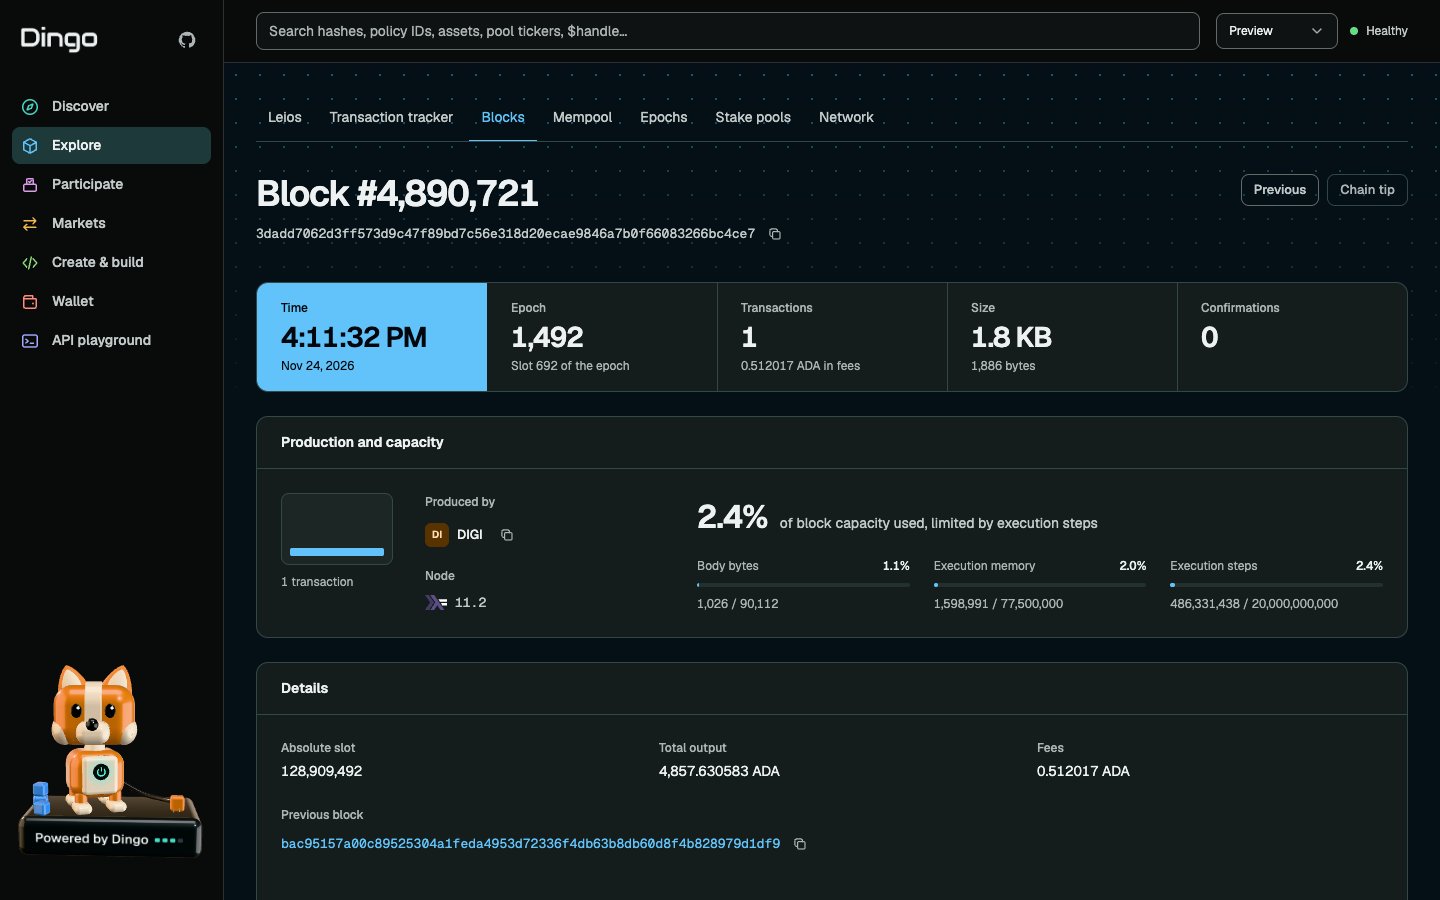 Dingo
Search hashes, policy IDs, assets, pool tickers, $handle...
Preview
Healthy
Discover
Explore
Participate
Markets
Create & build
Wallet
API playground
Leios
Transaction tracker
Blocks
Mempool
Epochs
Stake pools
Network
Block #4,890,721
Previous
Chain tip
3dadd7062d3ff573d9c47f89bd7c56e318d20ecae9846a7b0f66083266bc4ce7
Time
4:11:32 PM
Nov 24, 2026
Epoch
1,492
Slot 692 of the epoch
Transactions
1
0.512017 ADA in fees
Size
1.8 KB
1,886 bytes
Confirmations
0
Production and capacity
1 transaction
Produced by
DI
DIGI
Node
11.2
2.4% of block capacity used, limited by execution steps
Body bytes 1.1%
1,026 / 90,112
Execution memory 2.0%
1,598,991 / 77,500,000
Execution steps 2.4%
486,331,438 / 20,000,000,000
Details
Absolute slot
128,909,492
Total output
4,857.630583 ADA
Fees
0.512017 ADA
Previous block
bac95157a00c89525304a1feda4953d72336f4db63b8db60d8f4b828979d1df9
Powered by Dingo